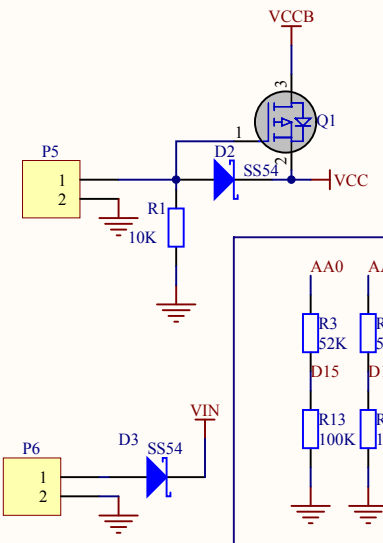 VCCB
3
Q1
1
2
P5
1
2
D2
SS54
VCC
R1
10K
AA0
R3
52K
D15
R13
100K
VIN
P6
1
2
D3
SS54